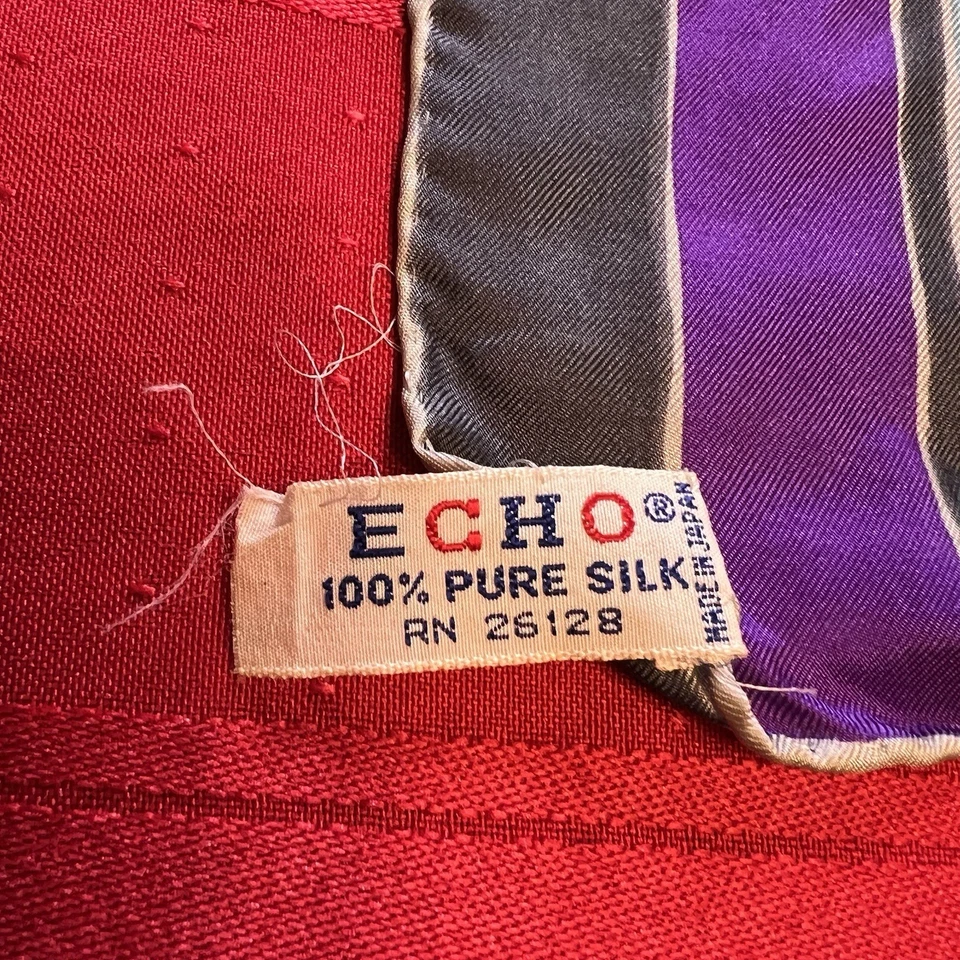 ECHO®
100% PURE SILK
RN 26128
MADE IN JAPAN